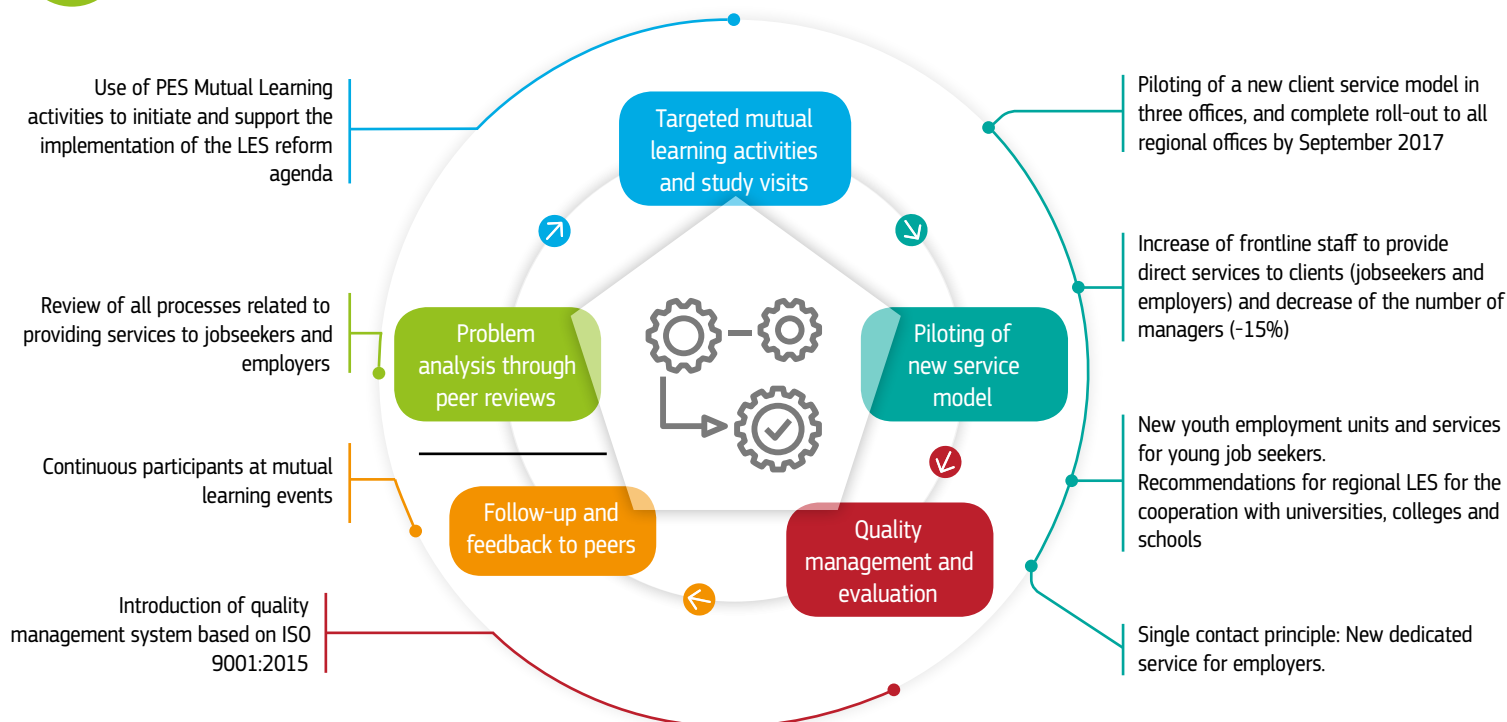 Use of PES Mutual Learning
activities to initiate and support the
implementation of the LES reform
agenda
Review of all processes related to
providing services to jobseekers and
employers
Continuous participants at mutual
learning events
Introduction of quality
management system based on ISO
9001:2015
Targeted mutual
learning activities
and study visits
Problem
analysis through
peer reviews
Piloting of
new service
model
Follow-up and
feedback to peers
Quality
management and
evaluation
Piloting of a new client service model in
three offices, and complete roll-out to all
regional offices by September 2017
Increase of frontline staff to provide
direct services to clients (jobseekers and
employers) and decrease of the number of
managers (-15%)
New youth employment units and services
for young job seekers.
Recommendations for regional LES for the
cooperation with universities, colleges and
schools
Single contact principle: New dedicated
service for employers.